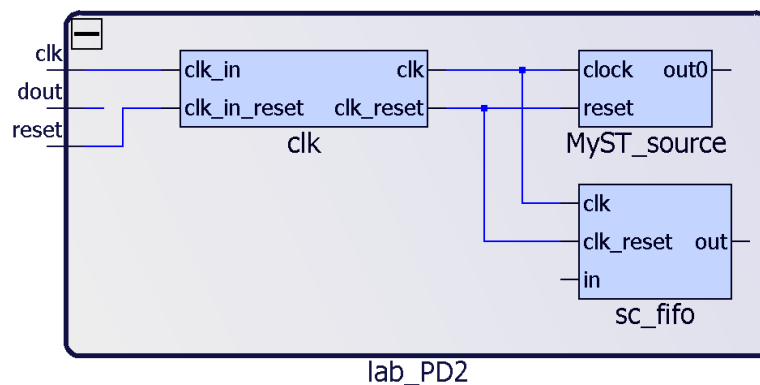 clk
dout
reset
clk_in clk
clk_in_reset clk_reset
clk
clock out0
reset
MyST_source
clk
clk_reset out
in
sc_fifo
lab_PD2